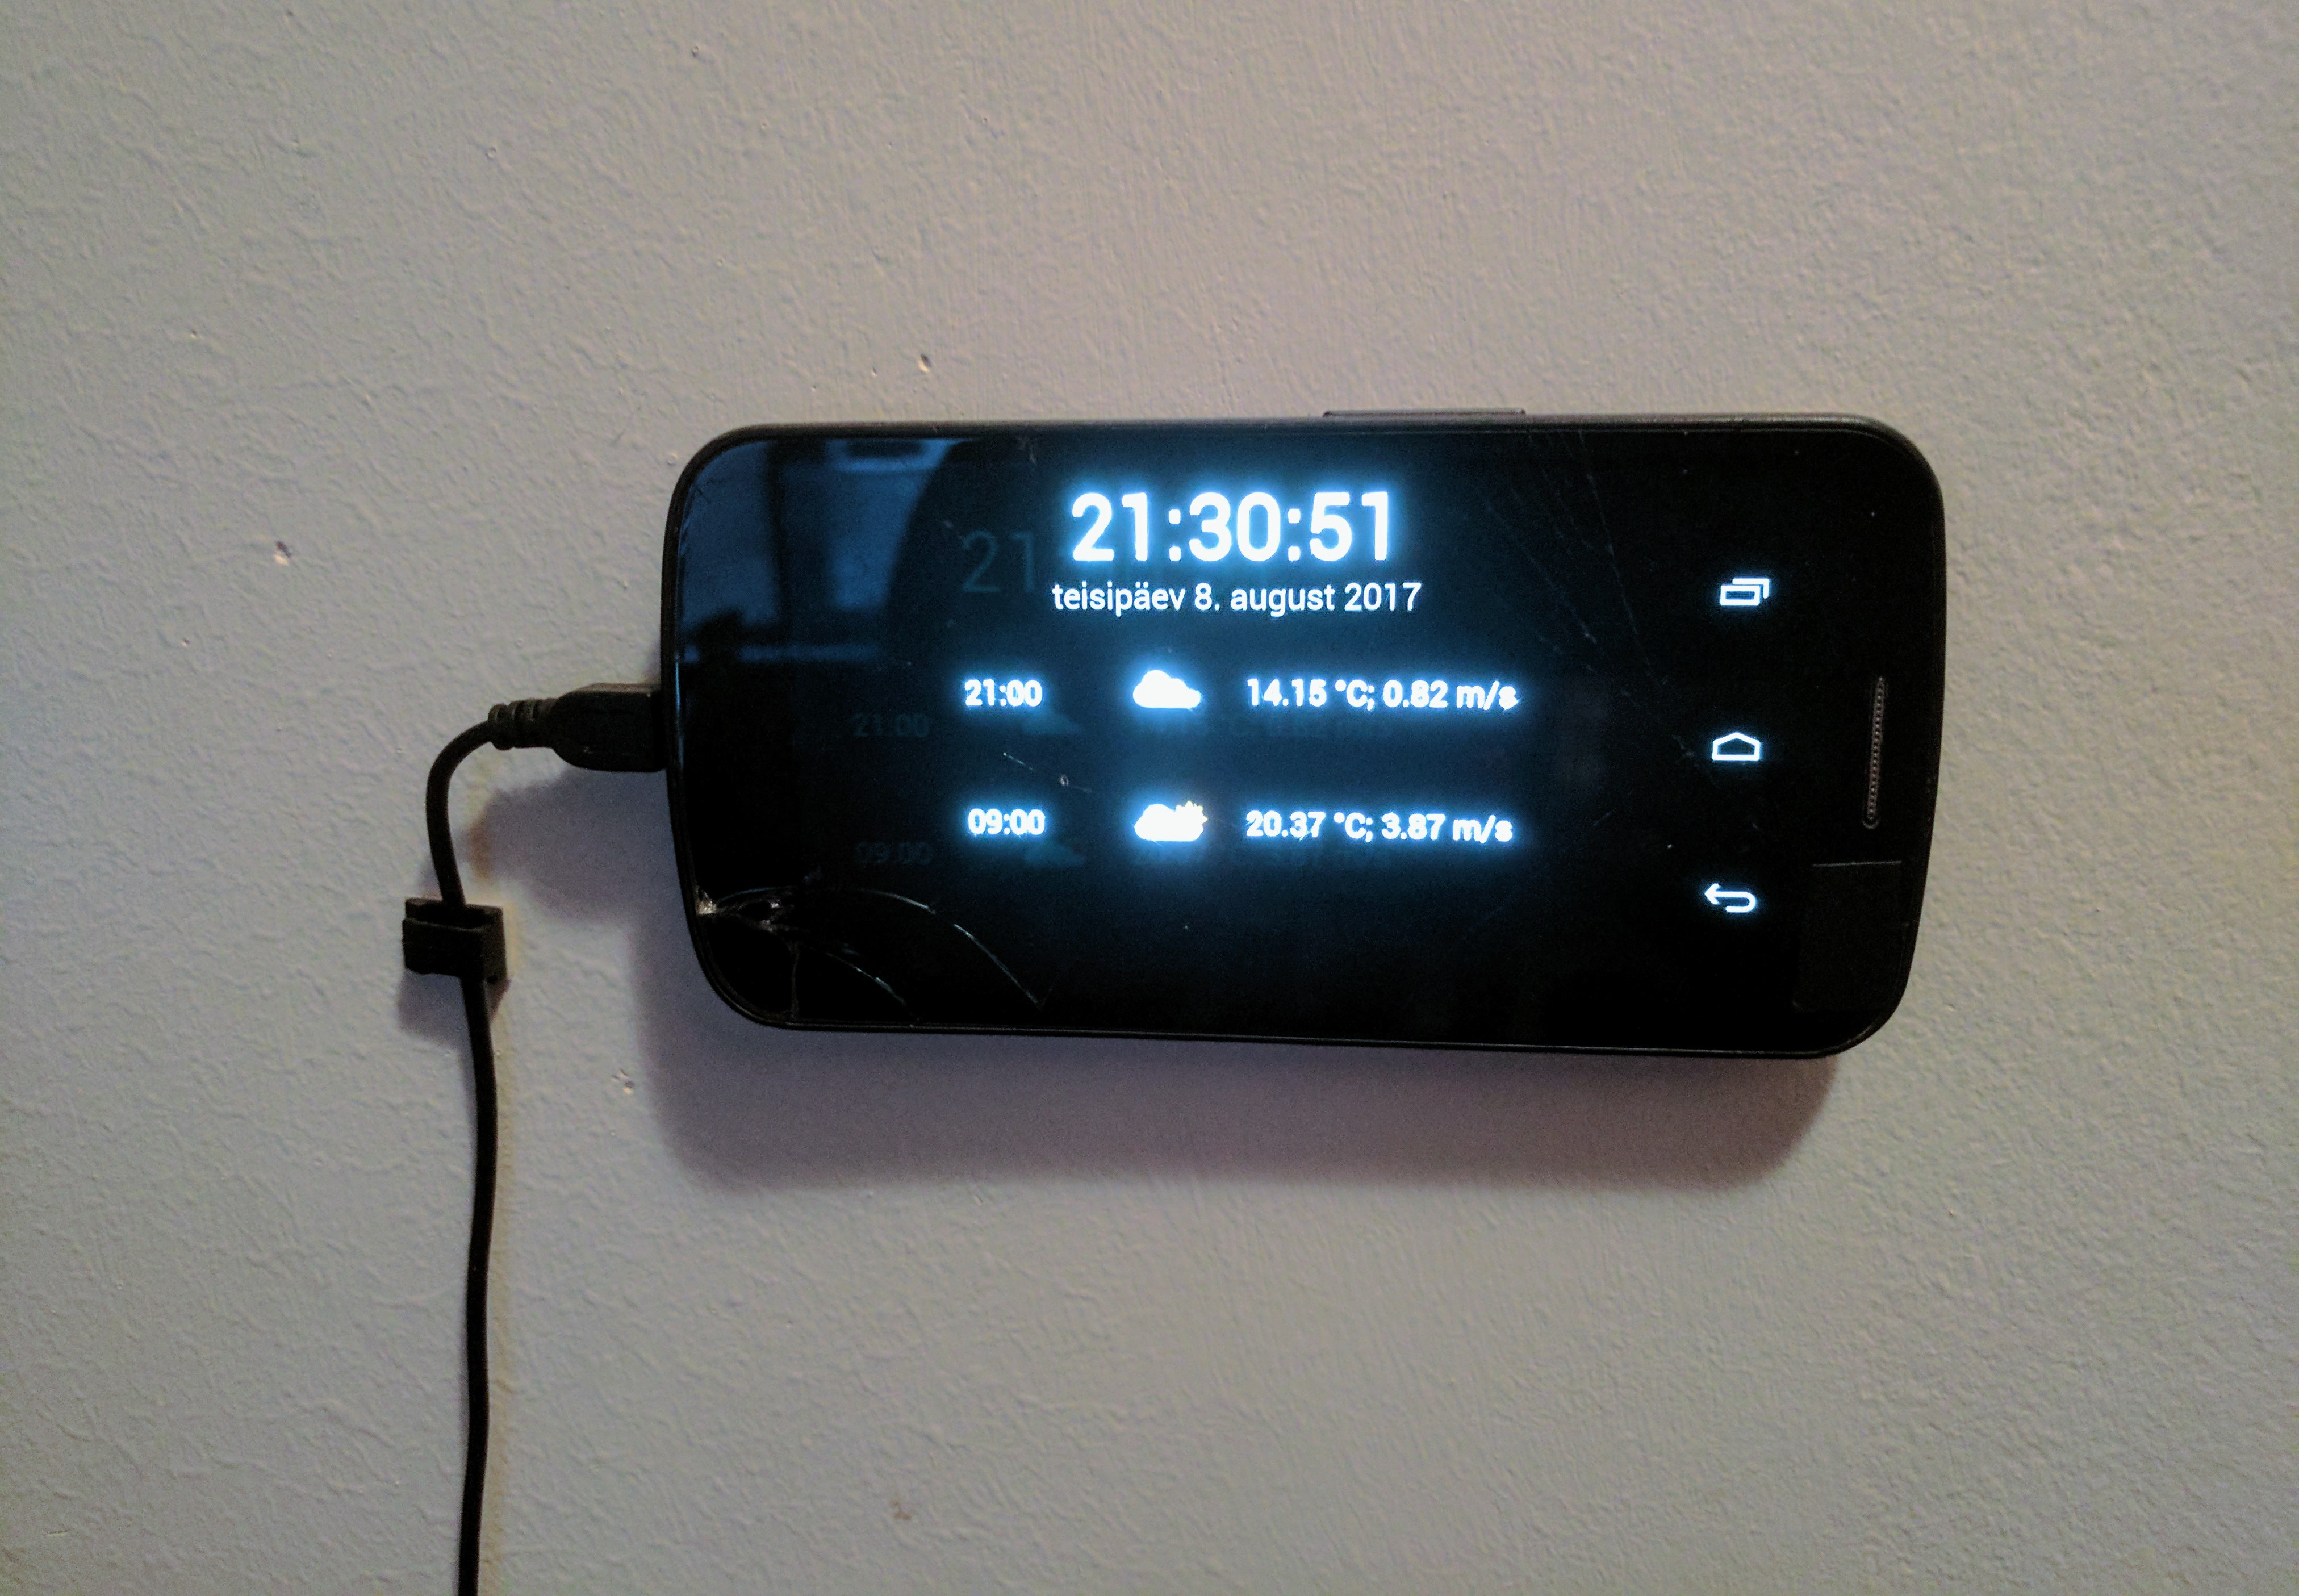 21:30:51
teisipäev 8. august 2017
21:00 14.15 °C; 0.82 m/s
09:00 20.37 °C; 3.87 m/s